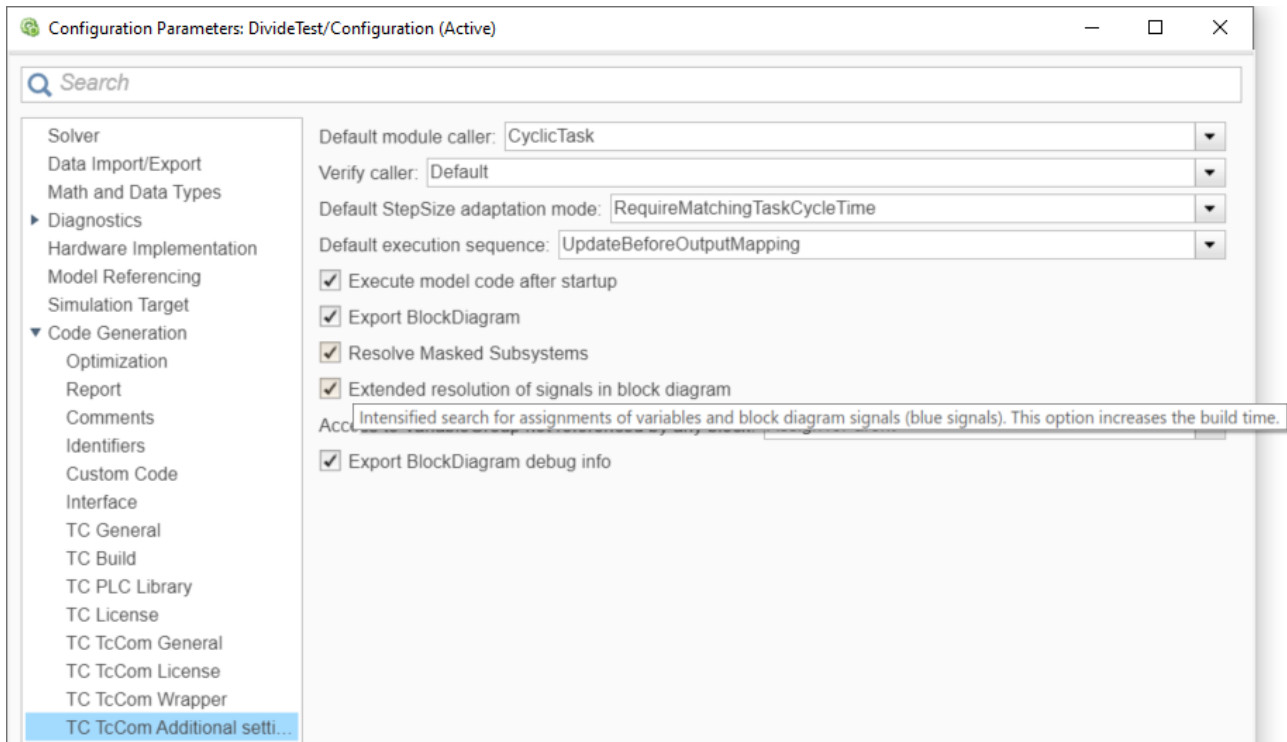 Configuration Parameters: DivideTest/Configuration (Active)
Search
Solver
Data Import/Export
Math and Data Types
Diagnostics
Hardware Implementation
Model Referencing
Simulation Target
Code Generation
Optimization
Report
Comments
Identifiers
Custom Code
Interface
TC General
TC Build
TC PLC Library
TC License
TC TcCom General
TC TcCom License
TC TcCom Wrapper
TC TcCom Additional setti...
Default module caller: CyclicTask
Verify caller: Default
Default StepSize adaptation mode: RequireMatchingTaskCycleTime
Default execution sequence: UpdateBeforeOutputMapping
Execute model code after startup
Export BlockDiagram
Resolve Masked Subsystems
Extended resolution of signals in block diagram
Intensified search for assignments of variables and block diagram signals (blue signals). This option increases the build time.
Export BlockDiagram debug info